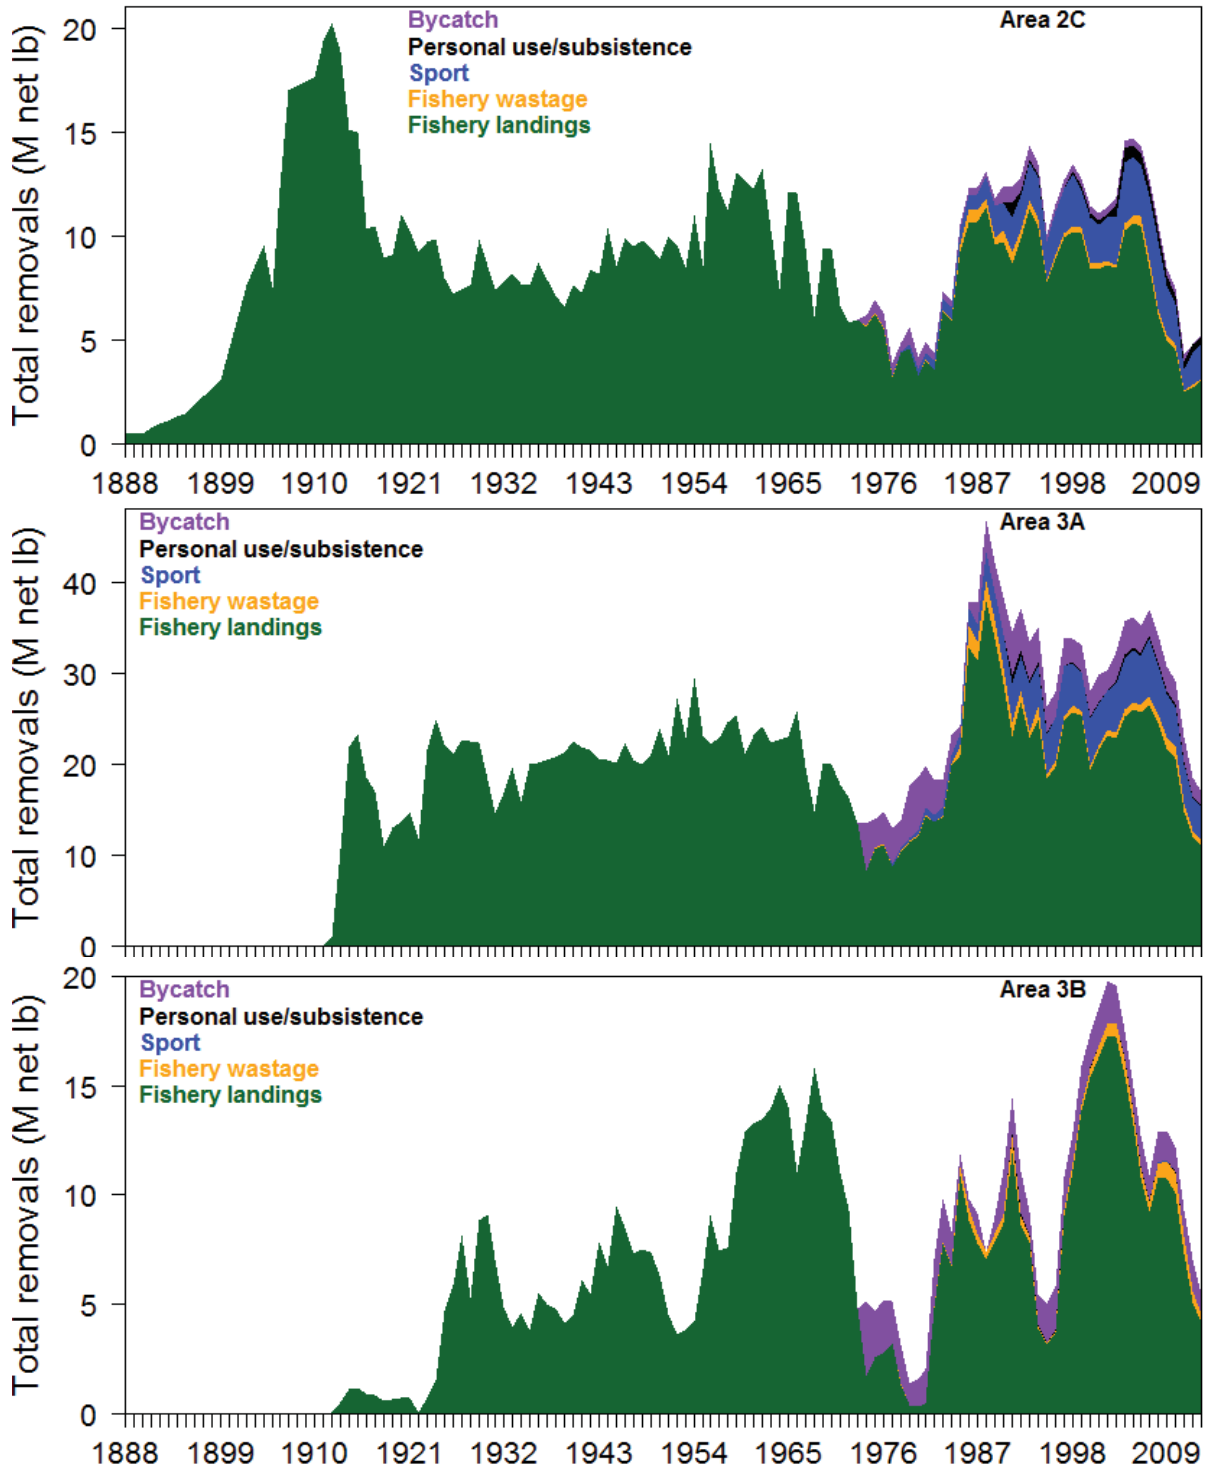 Total removals (M net lb)
20
15
10
5
0
Bycatch
Personal use/subsistence
Sport
Fishery wastage
Fishery landings
Area 2C
1888 1899 1910 1921 1932 1943 1954 1965 1976 1987 1998 2009
Total removals (M net lb)
40
30
20
10
0
Bycatch
Personal use/subsistence
Sport
Fishery wastage
Fishery landings
Area 3A
Total removals (M net lb)
20
15
10
5
0
Bycatch
Personal use/subsistence
Sport
Fishery wastage
Fishery landings
Area 3B
1888 1899 1910 1921 1932 1943 1954 1965 1976 1987 1998 2009